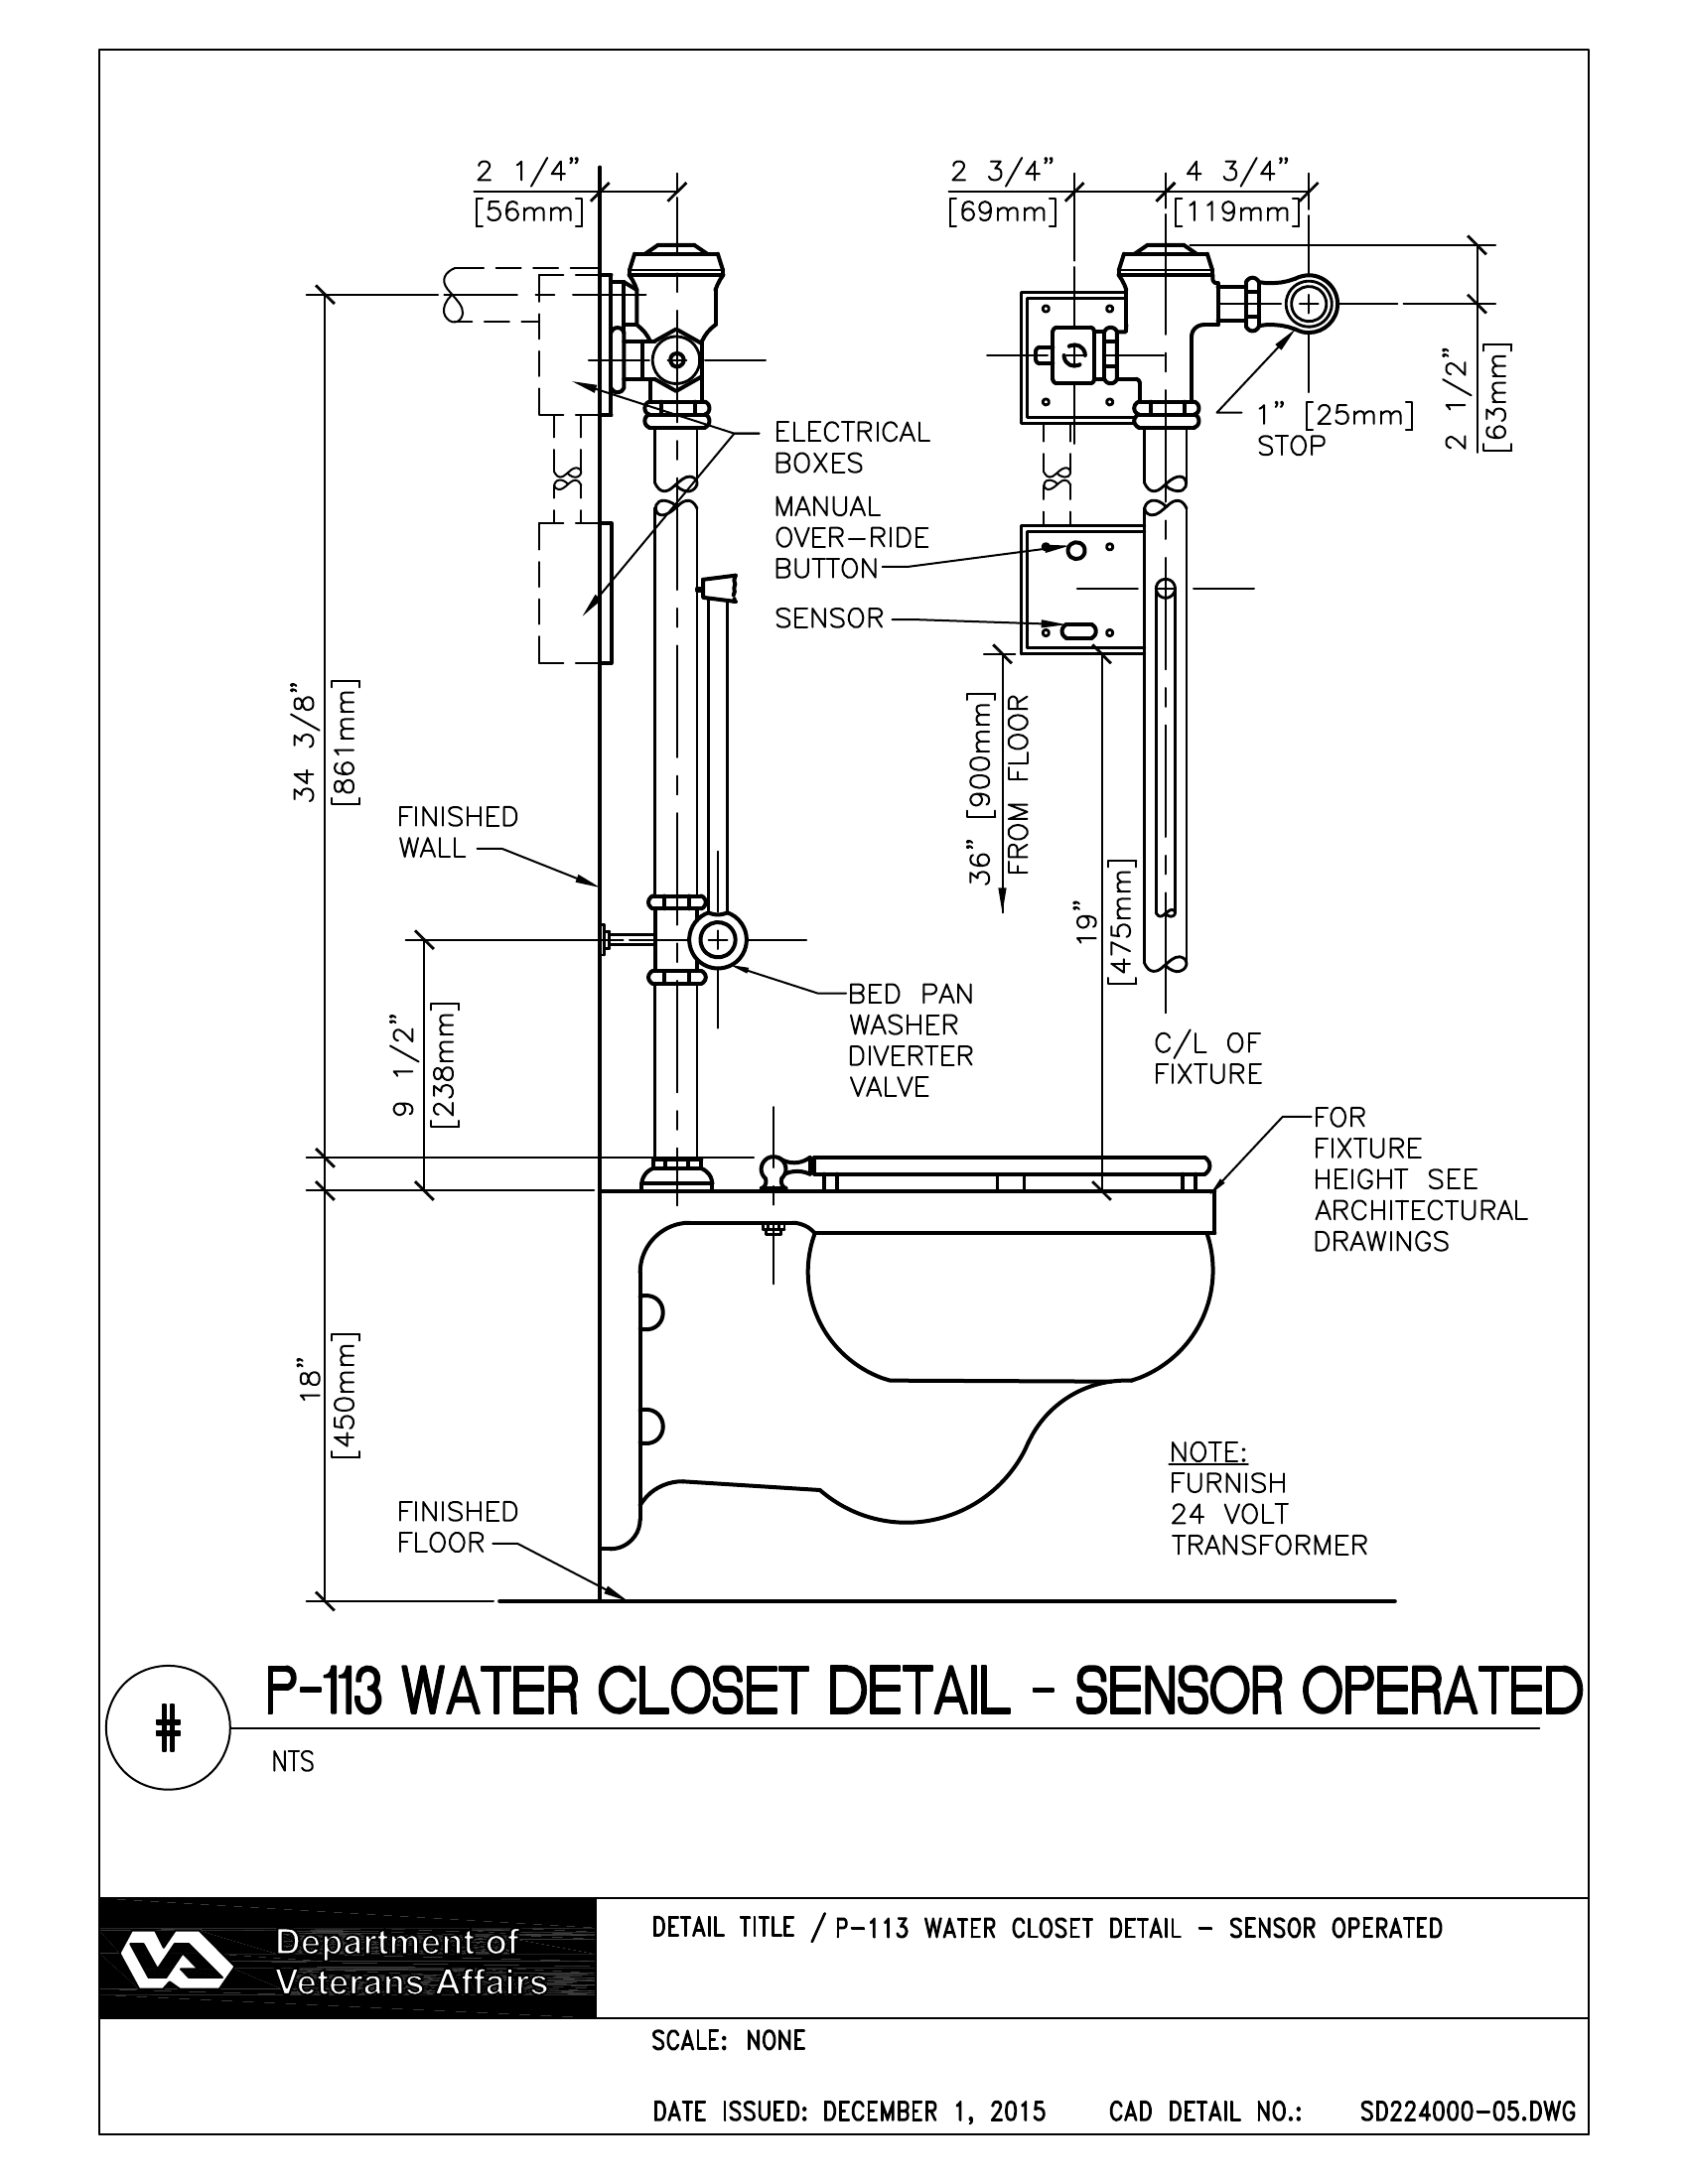 2 1/4”
[56mm]
2 3/4”
[69mm]
4 3/4”
[119mm]
2 1/2”
[63mm]
1” [25mm]
STOP
ELECTRICAL
BOXES
MANUAL
OVER-RIDE
BUTTON
SENSOR
34 3/8”
[861mm]
36” [900mm]
FROM FLOOR
FINISHED
WALL
19”
[475mm]
BED PAN
WASHER
DIVERTER
VALVE
9 1/2”
[238mm]
C/L OF
FIXTURE
FOR
FIXTURE
HEIGHT SEE
ARCHITECTURAL
DRAWINGS
18”
[450mm]
NOTE:
FURNISH
24 VOLT
TRANSFORMER
FINISHED
FLOOR
#
P-113 WATER CLOSET DETAIL - SENSOR OPERATED
NTS
Department of
Veterans Affairs
DETAIL TITLE / P-113 WATER CLOSET DETAIL - SENSOR OPERATED
SCALE: NONE
DATE ISSUED: DECEMBER 1, 2015 CAD DETAIL NO.: SD224000-05.DWG